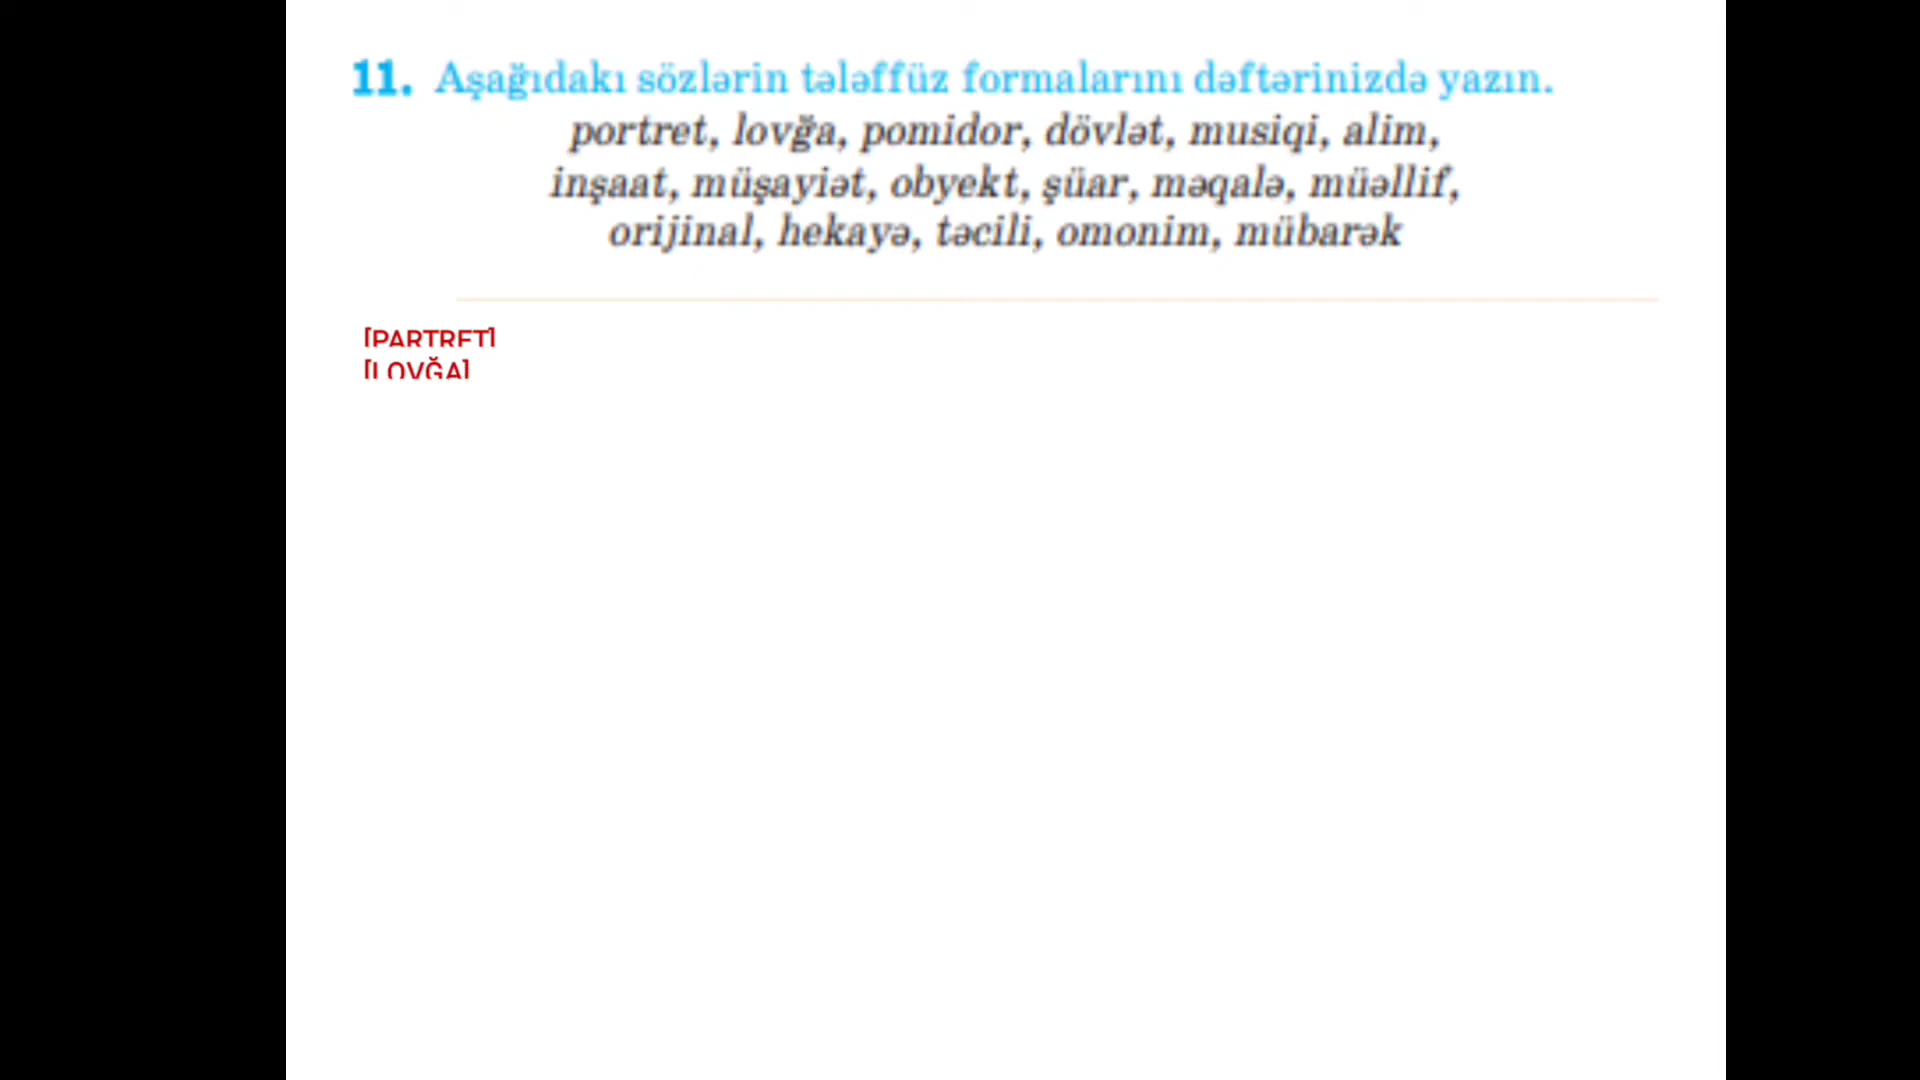 11. Aşağıdakı sözlərin tələffüz formalarını dəftərinizdə yazın.
portret, lovğa, pomidor, dövlət, musiqi, alim,
inşaat, müşayiət, obyekt, şüar, məqalə, müəllif,
orijinal, hekayə, təcili, omonim, mübarək
[PARTRET]
[LOVĞA]